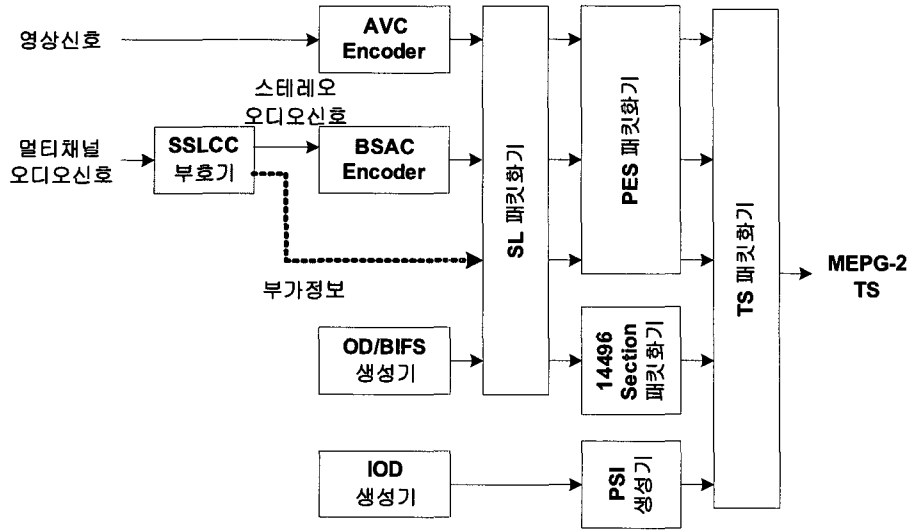 영상신호
AVC
Encoder
스테레오
오디오신호
멀티채널
오디오신호
SSLCC
부호기
BSAC
Encoder
부가정보
OD/BIFS
생성기
IOD
생성기
SL 패킷화기
PES 패킷화기
14496
Section
패킷화기
PSI
생성기
TS 패킷화기
MEPG-2
TS